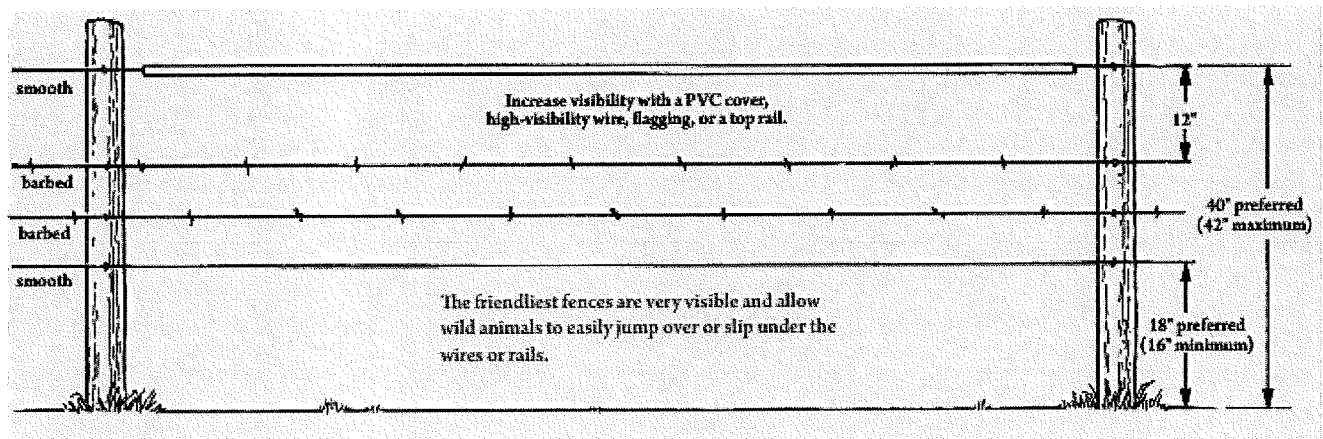 smooth
Increase visibility with a PVC cover,
high-visibility wire, flagging, or a top rail.
12"
barbed
40" preferred
(42" maximum)
barbed
smooth
The friendliest fences are very visible and allow
wild animals to easily jump over or slip under the
wires or rails.
18" preferred
(16" minimum)